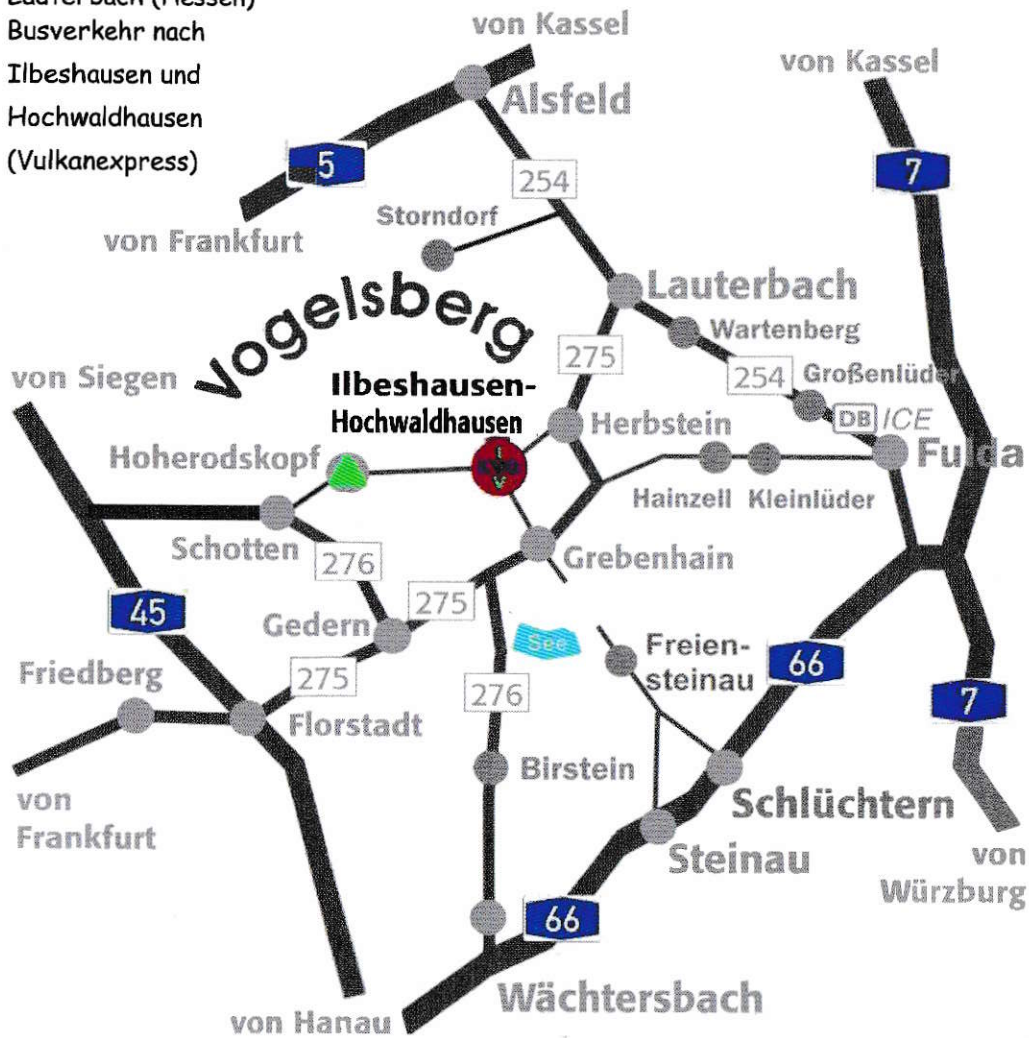 Lauterbach (Hessen)
Busverkehr nach
Ilbeshausen und
Hochwaldhausen
(Vulkanexpress)
von Kassel
von Kassel
Alsfeld
5
7
254
Storndorf
von Frankfurt
Vogelsberg
Lauterbach
Wartenberg
275
von Siegen
254
Großenlüder
Ilbeshausen-
Hochwaldhausen
DB ICE
Herbstein
Hoherodskopf
Fulda
Hainzell
Kleinlüder
Schotten
Grebenhain
276
275
45
Gedern
See
Freien-
steinau
66
Friedberg
275
276
7
Florstadt
Birstein
von
Frankfurt
Schlüchtern
Steinau
von
Würzburg
66
Wächtersbach
von Hanau